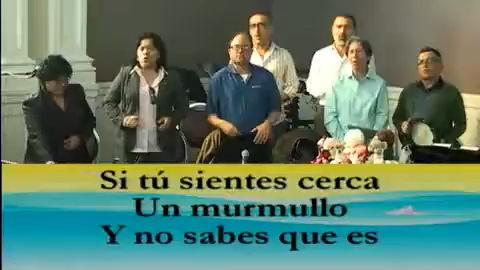 Si tú sientes cerca
Un murmullo
Y no sabes que es